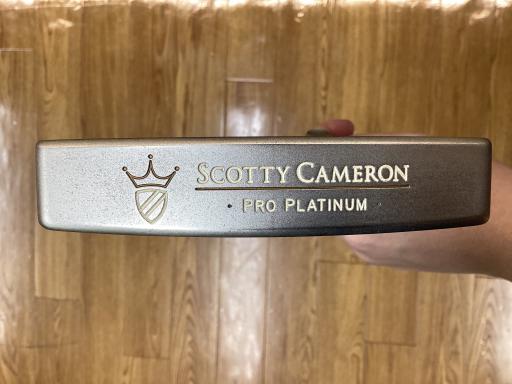 SCOTTY CAMERON
· PRO PLATINUM ·